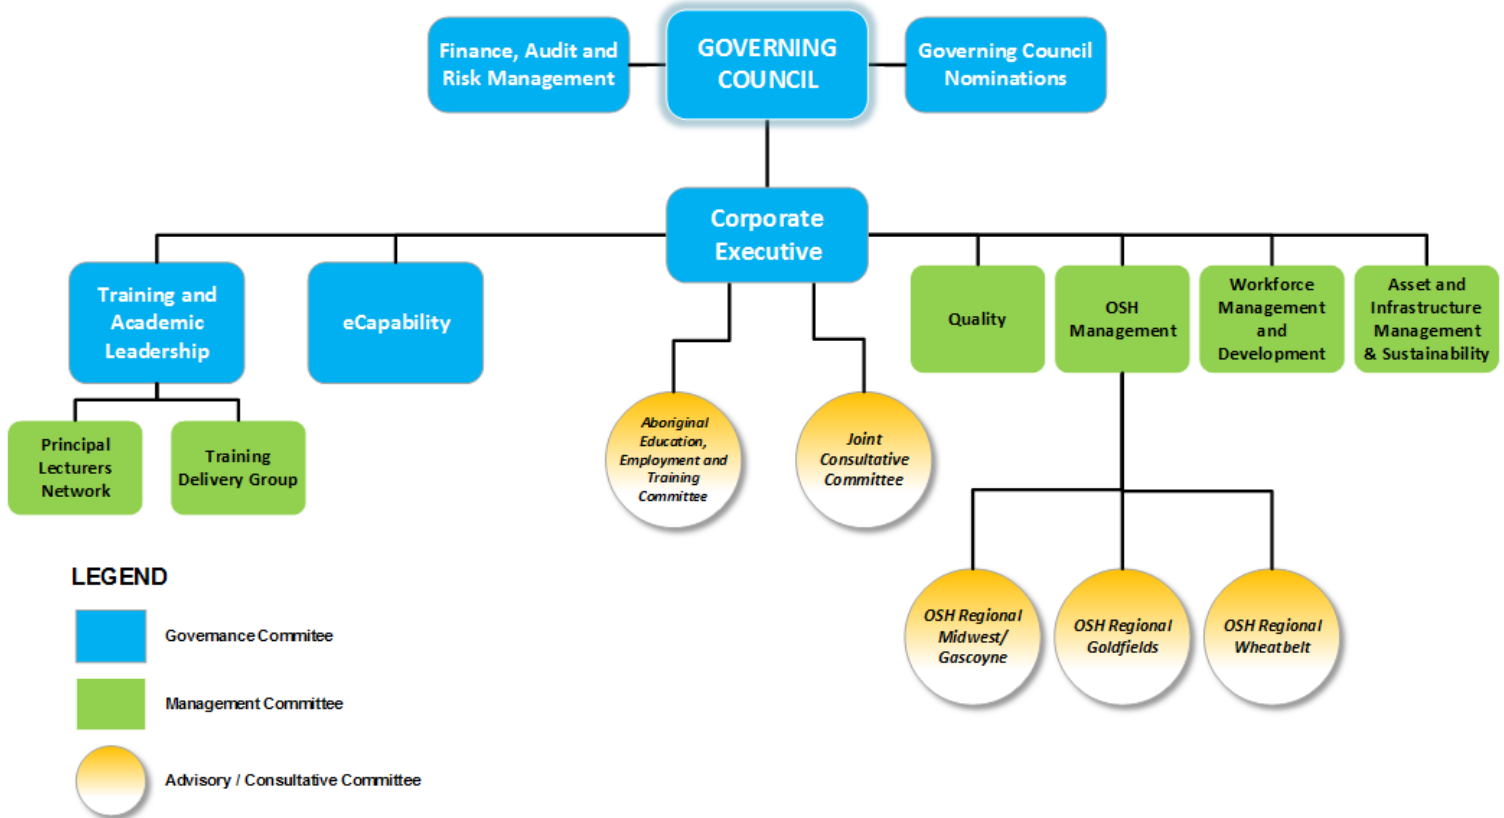 Finance, Audit and
Risk Management
GOVERNING
COUNCIL
Governing Council
Nominations
Corporate
Executive
Training and
Academic
Leadership
eCapability
Quality
OSH
Management
Workforce
Management
and
Development
Asset and
Infrastructure
Management
& Sustainability
Principal
Lecturers
Network
Training
Delivery Group
Aboriginal
Education,
Employment and
Training
Committee
Joint
Consultative
Committee
OSH Regional
Midwest/
Gascoyne
OSH Regional
Goldfields
OSH Regional
Wheatbelt
LEGEND
Governance Commitee
Management Committee
Advisory / Consultative Committee